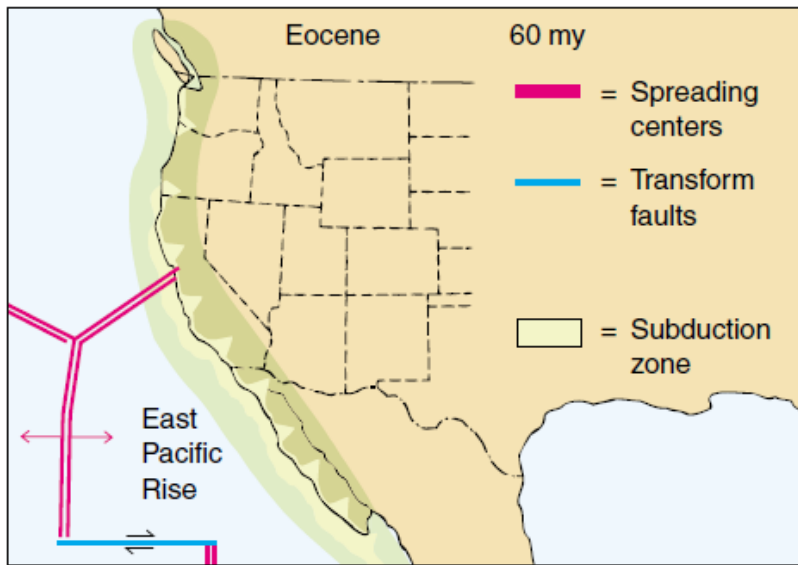 Eocene
60 my
= Spreading
centers
= Transform
faults
= Subduction
zone
East
Pacific
Rise